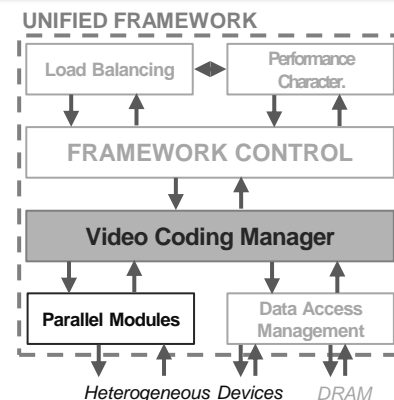 UNIFIED FRAMEWORK
Load Balancing
Performance
Character.
FRAMEWORK CONTROL
Video Coding Manager
Parallel Modules
Data Access
Management
Heterogeneous Devices
DRAM